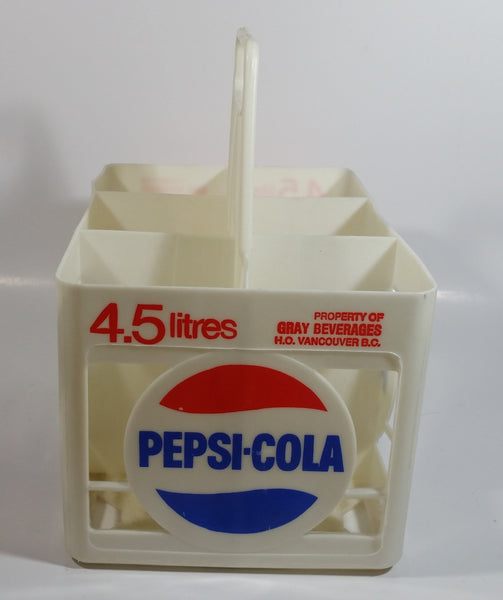 4.5 litres
PROPERTY OF
GRAY BEVERAGES
H.O. VANCOUVER B.C.
PEPSI-COLA